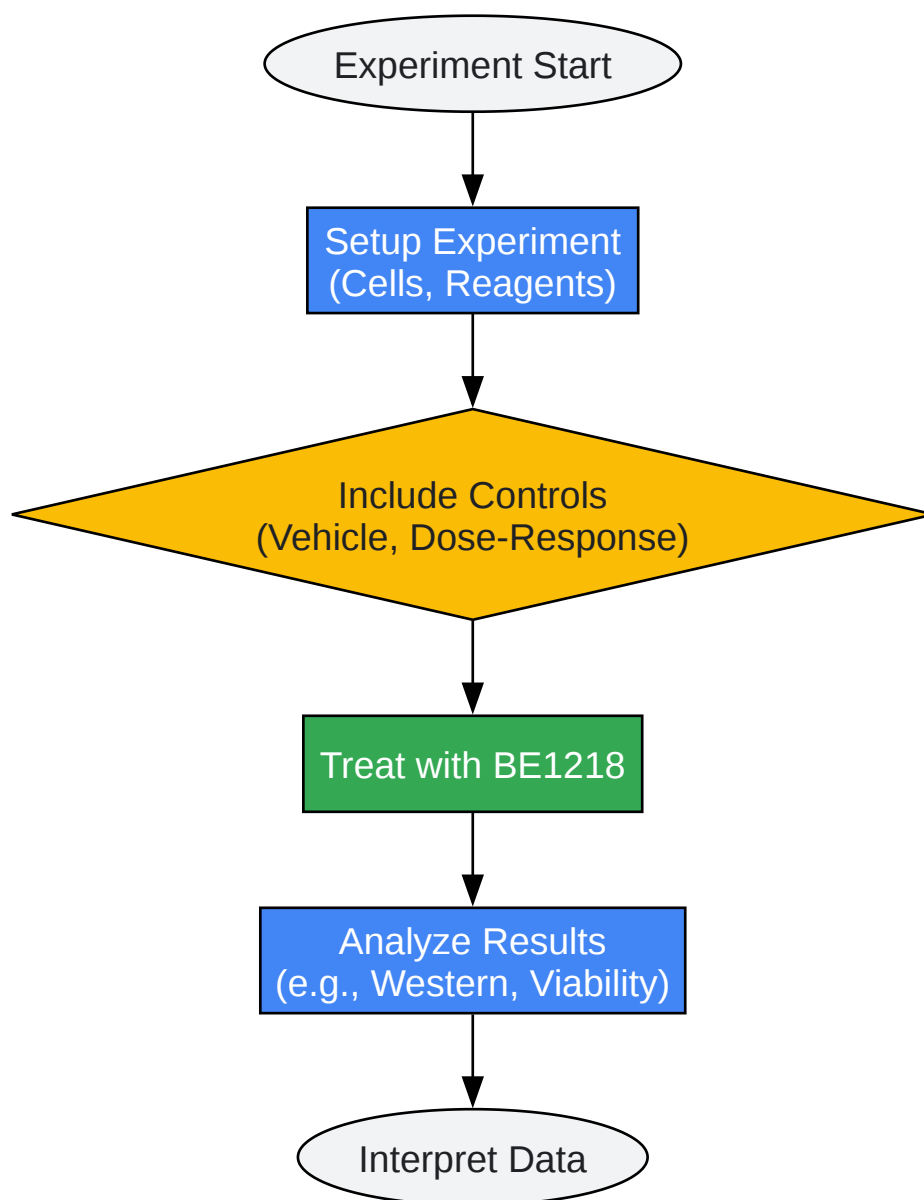 Experiment Start
Setup Experiment
(Cells, Reagents)
Include Controls
(Vehicle, Dose-Response)
Treat with BE1218
Analyze Results
(e.g., Western, Viability)
Interpret Data